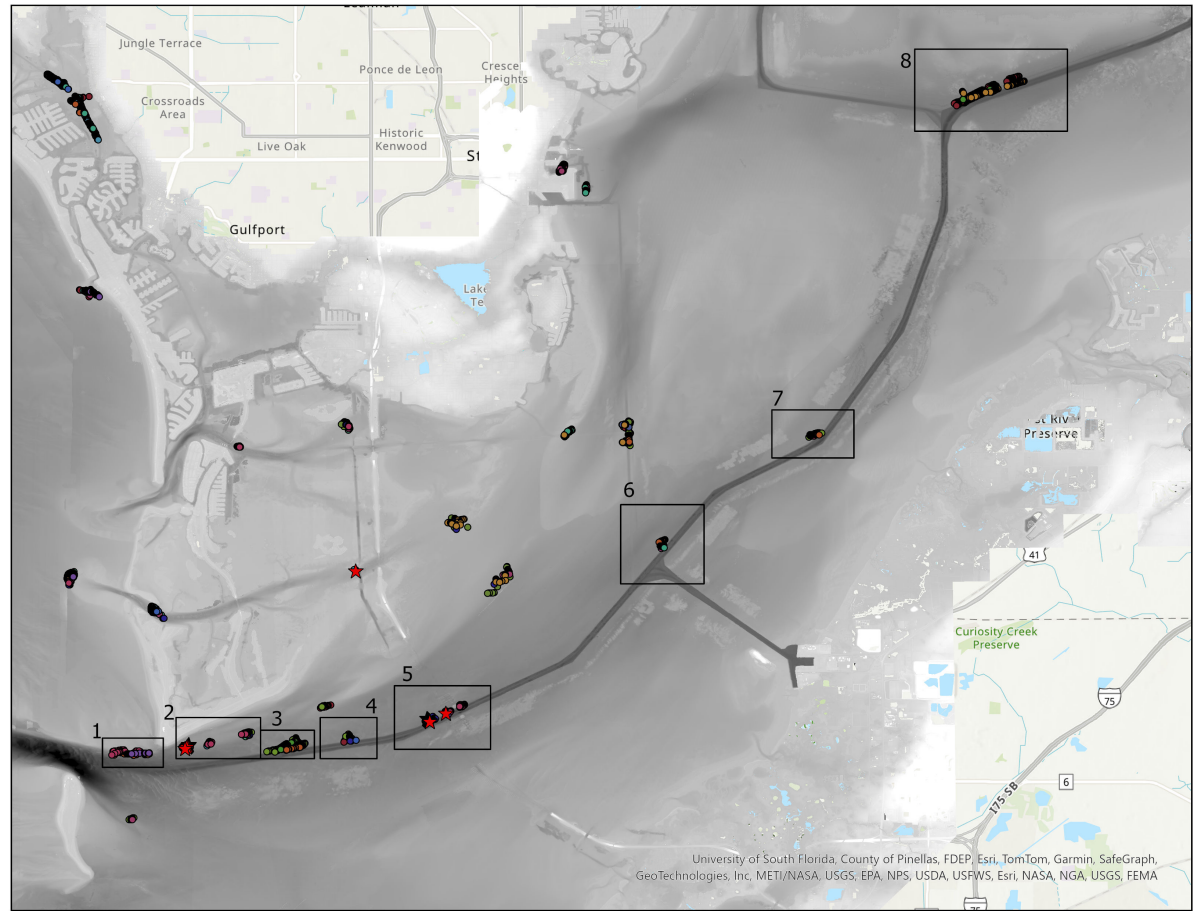 Jungle Terrace
Ponce de Leon
Cresce
Heights
Crossroads
Area
Live Oak
Historic
Kenwood
St
Gulfport
Lake
Te
8
7
Preserve
6
41
Curiosity Creek
Preserve
75
5
4
3
2
1
6
I75 SB
University of South Florida, County of Pinellas, FDEP, Esri, TomTom, Garmin, SafeGraph,
GeoTechnologies, Inc, METI/NASA, USGS, EPA, NPS, USDA, USFWS, Esri, NASA, NGA, USGS, FEMA
75